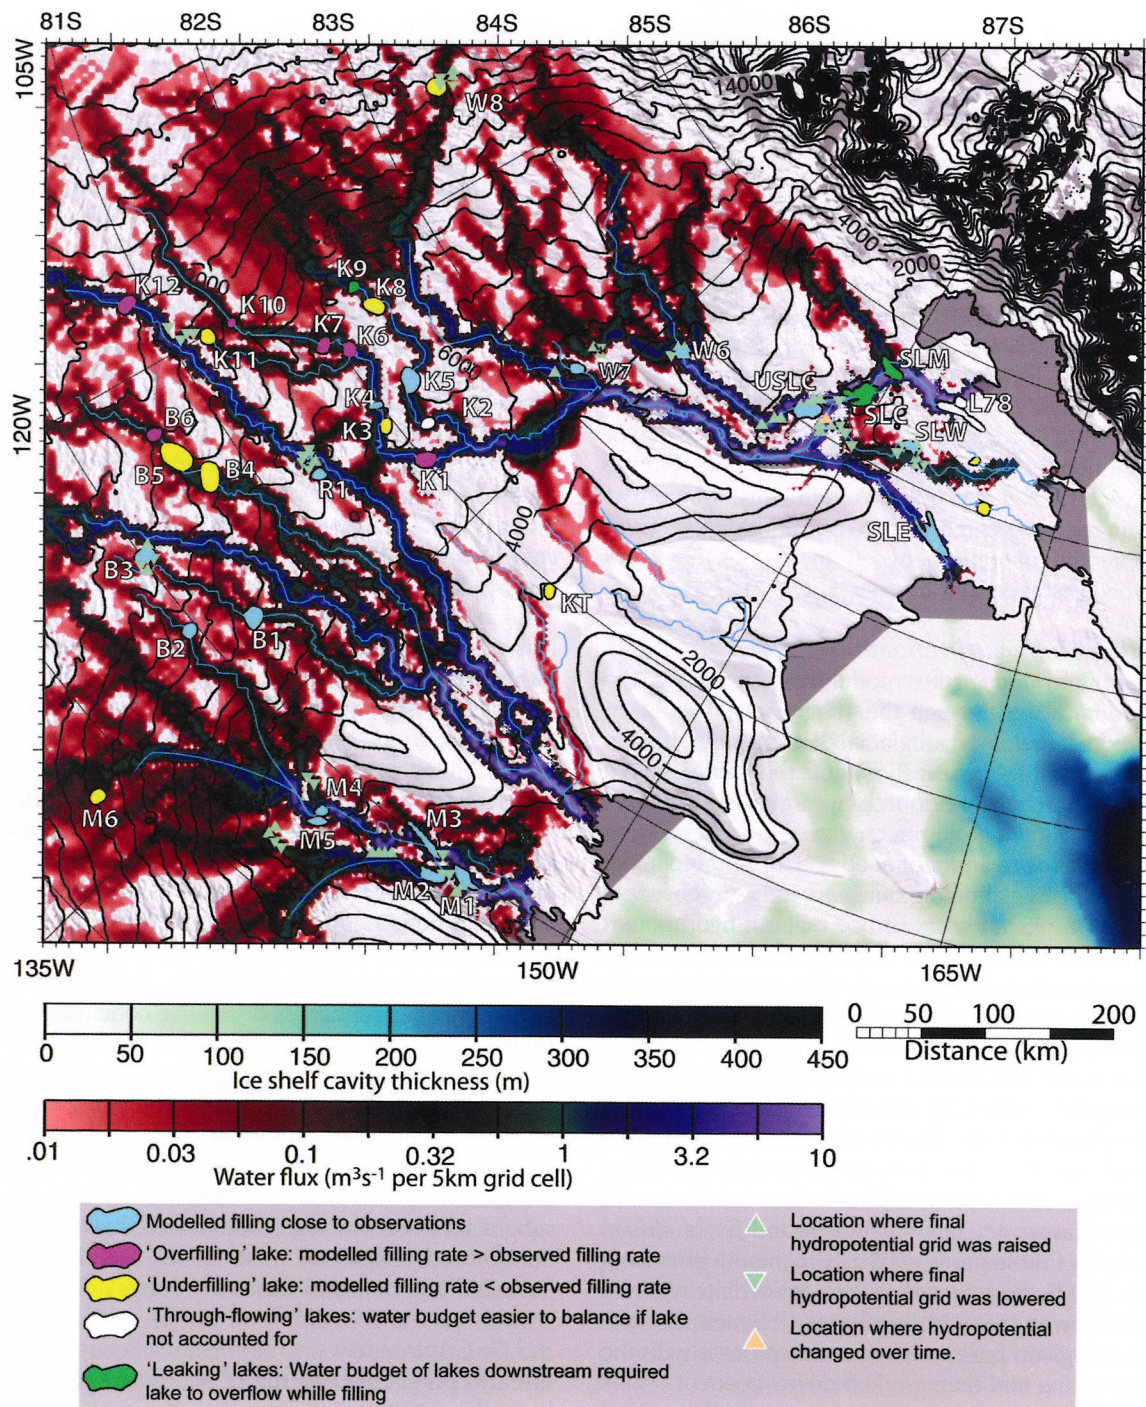 81S 82S 83S 84S 85S 86S 87S
105W
120W
14000
W8
4000
2000
K9
K8
K12
K10
K7
K6
6000
K11
W6
W7
SLM
USLC
K5
K4
K2
SLC
L78
B6
K3
SLW
B5
B4
R1
K1
4000
SLE
B3
KT
B1
B2
2000
4000
M4
M6
M5
M3
M2
M1
135W 150W 165W
0 50 100 150 200 250 300 350 400 450
Ice shelf cavity thickness (m)
0 100 200
Distance (km)
.01 0.03 0.1 0.32 1 3.2 10
Water flux (m³s⁻¹ per 5km grid cell)
Modelled filling close to observations
'Overfilling' lake: modelled filling rate > observed filling rate
'Underfilling' lake: modelled filling rate < observed filling rate
'Through-flowing' lakes: water budget easier to balance if lake
not accounted for
'Leaking' lakes: Water budget of lakes downstream required
lake to overflow whille filling
Location where final
hydropotential grid was raised
Location where final
hydropotential grid was lowered
Location where hydropotential
changed over time.